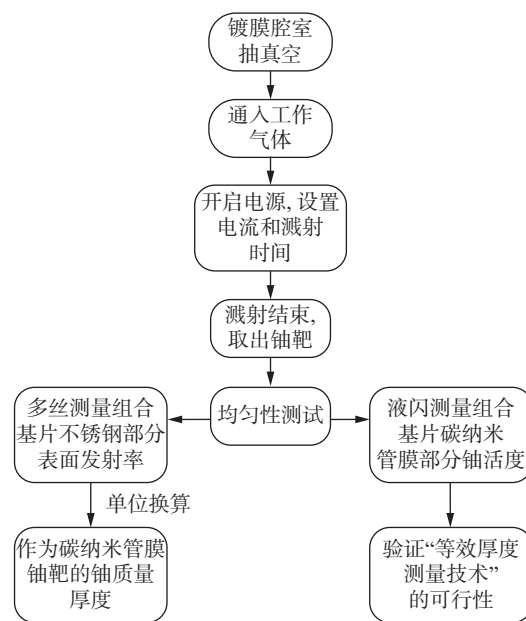 镀膜腔室
抽真空
通入工作
气体
开启电源, 设置
电流和溅射
时间
溅射结束,
取出铀靶
均匀性测试
多丝测量组合
基片不锈钢部分
表面发射率
单位换算
作为碳纳米管膜
铀靶的铀质量
厚度
液闪测量组合
基片碳纳米
管膜部分铀活度
验证“等效厚度
测量技术”
的可行性